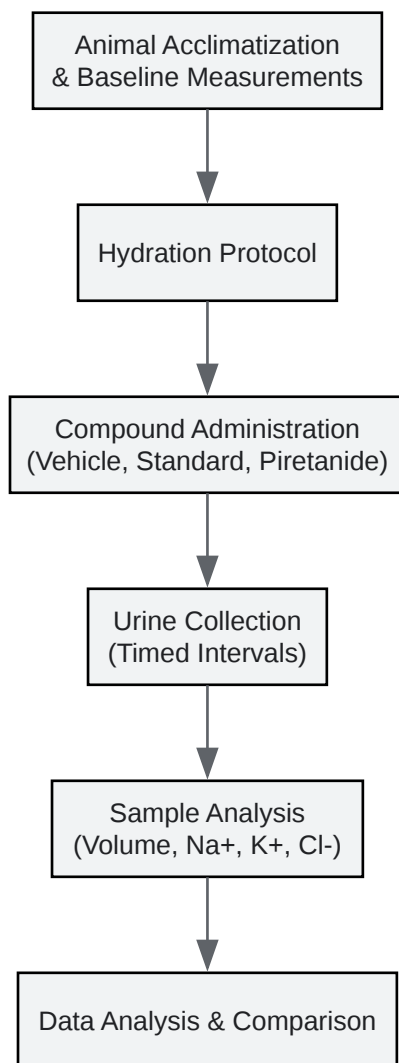 Animal Acclimatization
& Baseline Measurements
Hydration Protocol
Compound Administration
(Vehicle, Standard, Piretanide)
Urine Collection
(Timed Intervals)
Sample Analysis
(Volume, Na+, K+, Cl-)
Data Analysis & Comparison